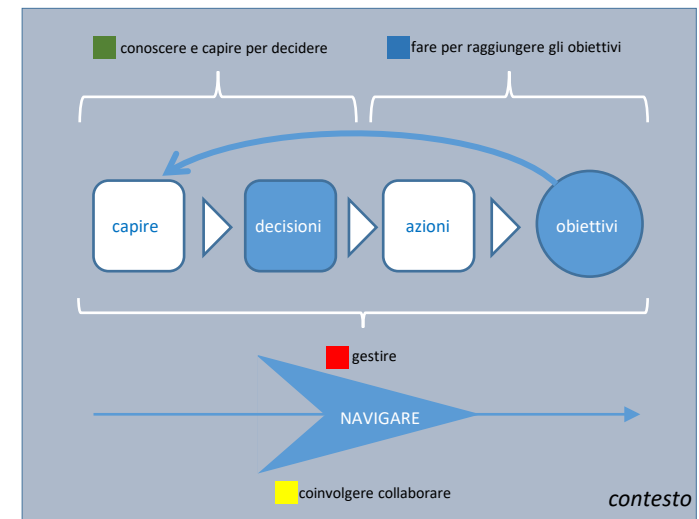 conoscere e capire per decidere
fare per raggiungere gli obiettivi
capire
decisioni
azioni
obiettivi
gestire
NAVIGARE
coinvolgere collaborare
contesto